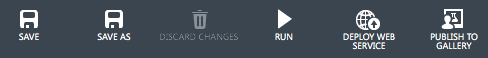 SAVE
SAVE AS
DISCARD CHANGES
RUN
DEPLOY WEB
SERVICE
PUBLISH TO
GALLERY